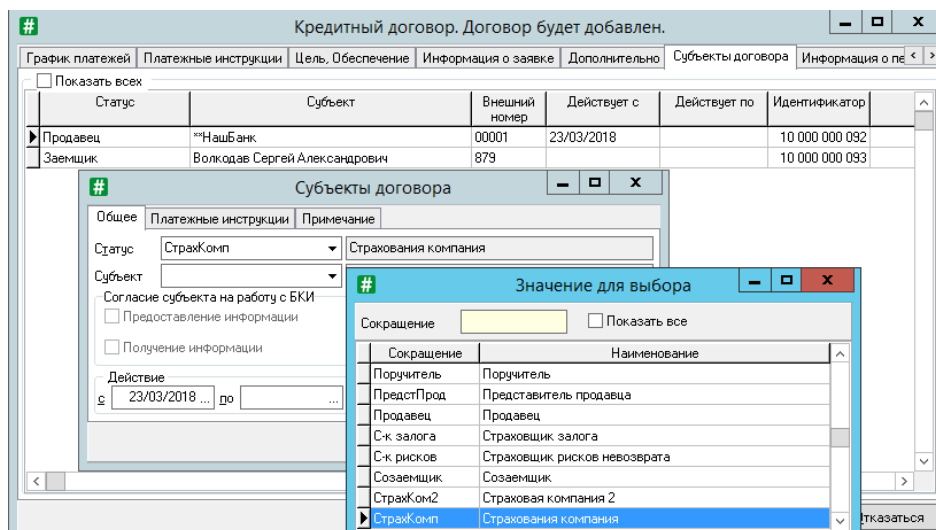 Кредитный договор. Договор будет добавлен.
График платежей Платежные инструкции Цель, Обеспечение Информация о заявке Дополнительно Субъекты договора Информация о пе
Показать всех
Статус Субъект Внешний номер Действует с Действует по Идентификатор
Продавец **НашБанк 00001 23/03/2018 10 000 000 092
Заемщик Волкодав Сергей Александрович 879 10 000 000 093
Субъекты договора
Общее Платежные инструкции Примечание
Статус СтрахКомп Страхования компания
Субъект
Согласие субъекта на работу с БКИ
Предоставление информации
Получение информации
Действие
с 23/03/2018 ... по ...
Значение для выбора
Сокращение Показать все
Сокращение Наименование
Поручитель Поручитель
ПредстПрод Представитель продавца
Продавец Продавец
С-к залога Страховщик залога
С-к рисков Страховщик рисков невозврата
Созаемщик Созаемщик
СтрахКом2 Страховая компания 2
СтрахКомп Страхования компания
тказаться